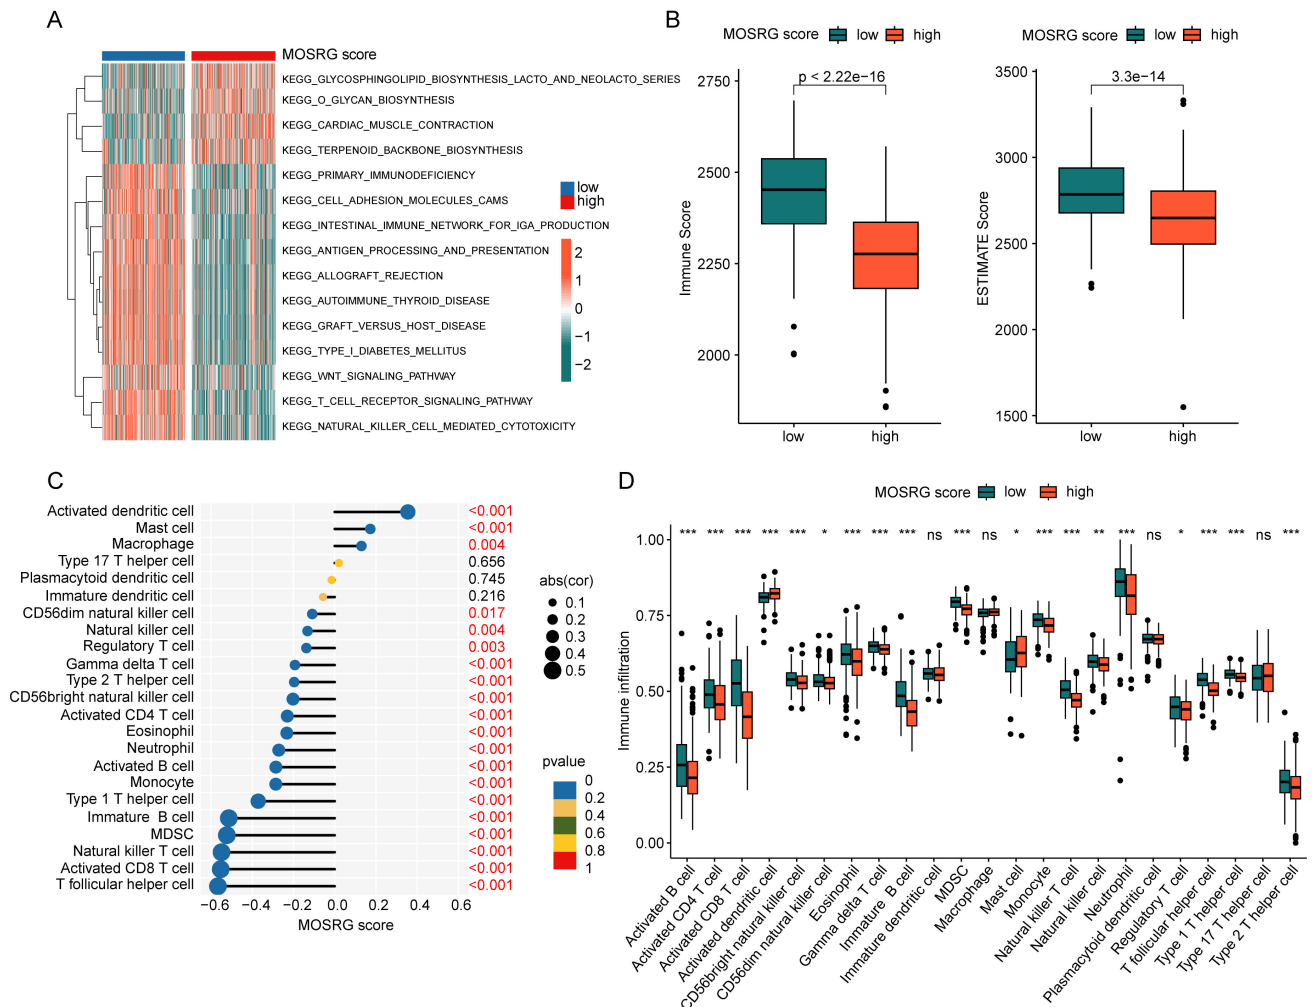 A
MOSRG score
KEGG_GLYCOSPHINGOLIPID_BIOSYNTHESIS_LACTO_AND_NEOLACTO_SERIES
KEGG_O_GLYCAN_BIOSYNTHESIS
KEGG_CARDIAC_MUSCLE_CONTRACTION
KEGG_TERPENOID_BACKBONE_BIOSYNTHESIS
KEGG_PRIMARY_IMMUNODEFICIENCY
KEGG_CELL_ADHESION_MOLECULES_CAMS
KEGG_INTESTINAL_IMMUNE_NETWORK_FOR_IGA_PRODUCTION
KEGG_ANTIGEN_PROCESSING_AND_PRESENTATION
KEGG_ALLOGRAFT_REJECTION
KEGG_AUTOIMMUNE_THYROID_DISEASE
KEGG_GRAFT_VERSUS_HOST_DISEASE
KEGG_TYPE_I_DIABETES_MELLITUS
KEGG_WNT_SIGNALING_PATHWAY
KEGG_T_CELL_RECEPTOR_SIGNALING_PATHWAY
KEGG_NATURAL_KILLER_CELL_MEDIATED_CYTOTOXICITY
low
high
2
1
0
−1
−2
B
MOSRG score low high
p < 2.22e−16
2750
2500
2250
2000
Immune Score
low high
MOSRG score low high
3.3e−14
3500
3000
2500
2000
1500
ESTIMATE Score
low high
C
Activated dendritic cell <0.001
Mast cell <0.001
Macrophage 0.004
Type 17 T helper cell 0.656
Plasmacytoid dendritic cell 0.745
Immature dendritic cell 0.216
CD56dim natural killer cell 0.017
Natural killer cell 0.004
Regulatory T cell 0.003
Gamma delta T cell <0.001
Type 2 T helper cell <0.001
CD56bright natural killer cell <0.001
Activated CD4 T cell <0.001
Eosinophil <0.001
Neutrophil <0.001
Activated B cell <0.001
Monocyte <0.001
Type 1 T helper cell <0.001
Immature  B cell <0.001
MDSC <0.001
Natural killer T cell <0.001
Activated CD8 T cell <0.001
T follicular helper cell <0.001
−0.6 −0.4 −0.2 0.0 0.2 0.4 0.6
MOSRG score
abs(cor)
0.1
0.2
0.3
0.4
0.5
pvalue
0
0.2
0.4
0.6
0.8
1
D
MOSRG score low high
*** *** *** *** *** * *** *** *** ns *** ns * *** *** ** *** ns * *** *** ns ***
1.00
0.75
0.50
0.25
0.00
Immune infiltration
Activated B cell
Activated CD4 T cell
Activated CD8 T cell
Activated dendritic cell
CD56bright natural killer cell
CD56dim natural killer cell
Eosinophil
Gamma delta T cell
Immature  B cell
Immature dendritic cell
MDSC
Macrophage
Mast cell
Monocyte
Natural killer T cell
Natural killer cell
Neutrophil
Plasmacytoid dendritic cell
Regulatory T cell
T follicular helper cell
Type 1 T helper cell
Type 17 T helper cell
Type 2 T helper cell